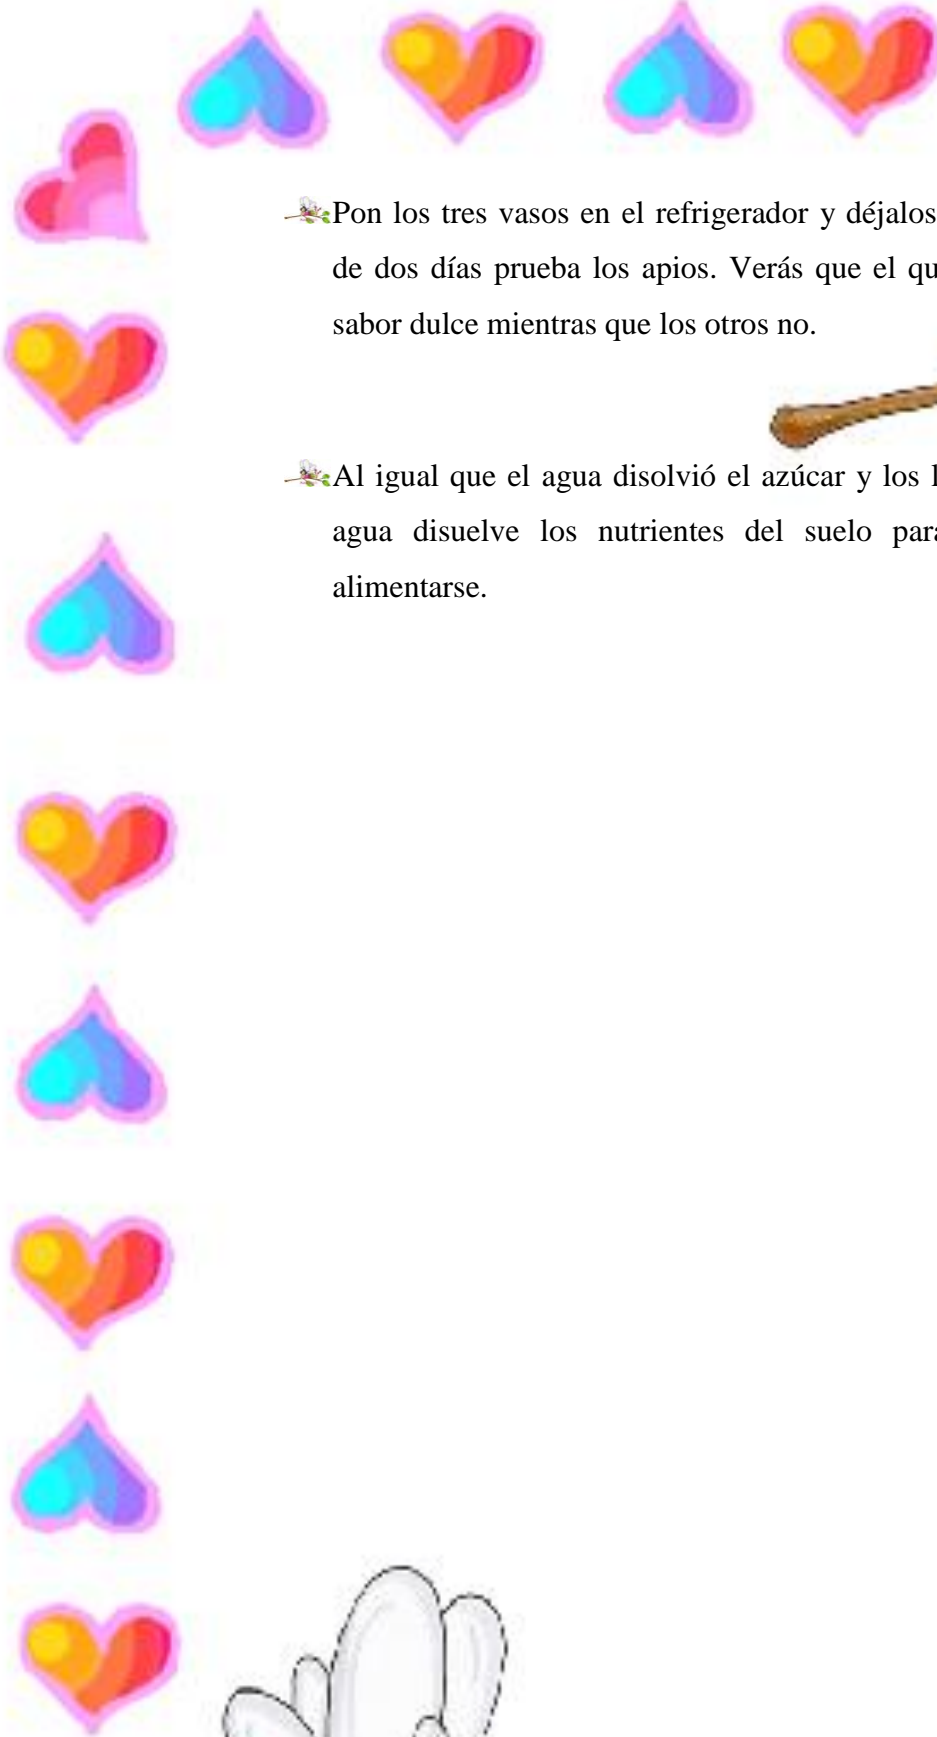 Pon los tres vasos en el refrigerador y déjalos
de dos días prueba los apios. Verás que el qu
sabor dulce mientras que los otros no.
Al igual que el agua disolvió el azúcar y los
agua disuelve los nutrientes del suelo para
alimentarse.